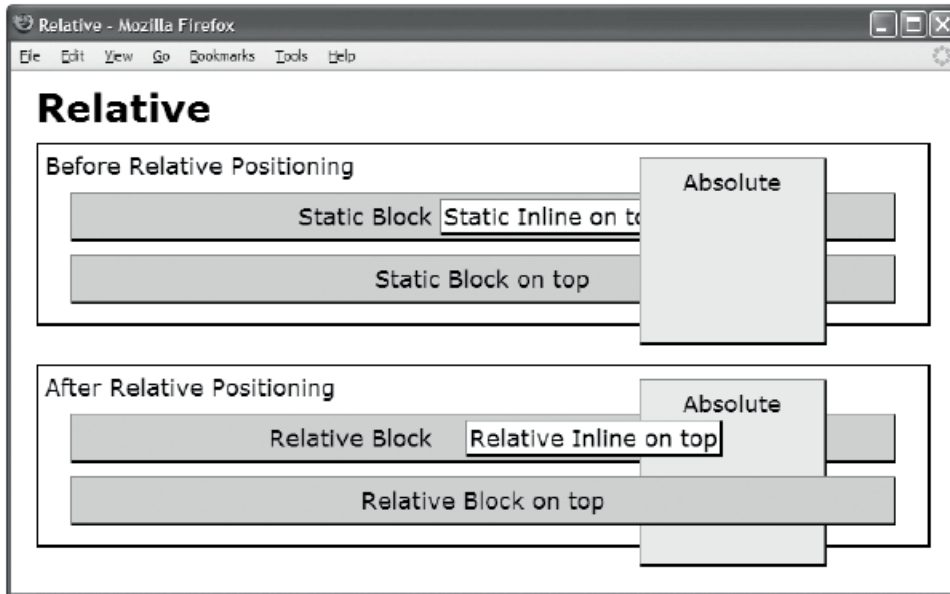 Relative - Mozilla Firefox
File Edit View Go Bookmarks Tools Help
Relative
Before Relative Positioning
Absolute
Static Block Static Inline on to
Static Block on top
After Relative Positioning
Absolute
Relative Block Relative Inline on top
Relative Block on top